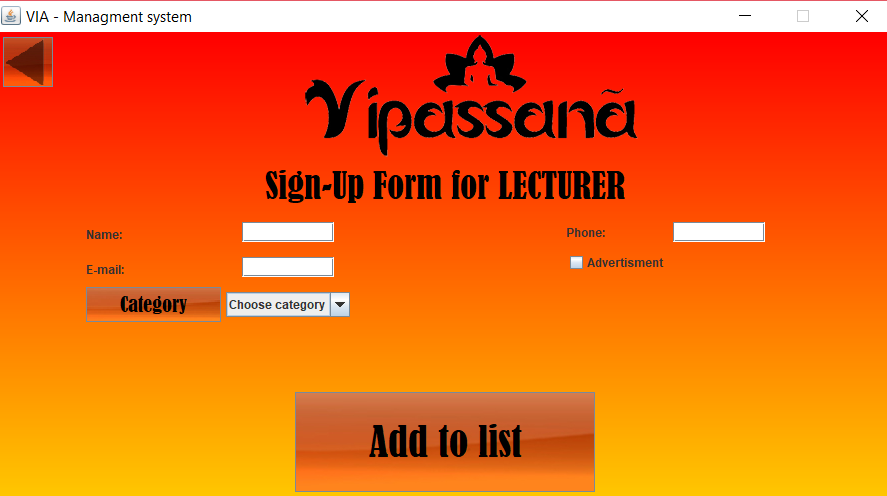 VIA - Managment system
Vipassanã
Sign-Up Form for LECTURER
Name:
Phone:
E-mail:
Advertisment
Category
Choose category
Add to list